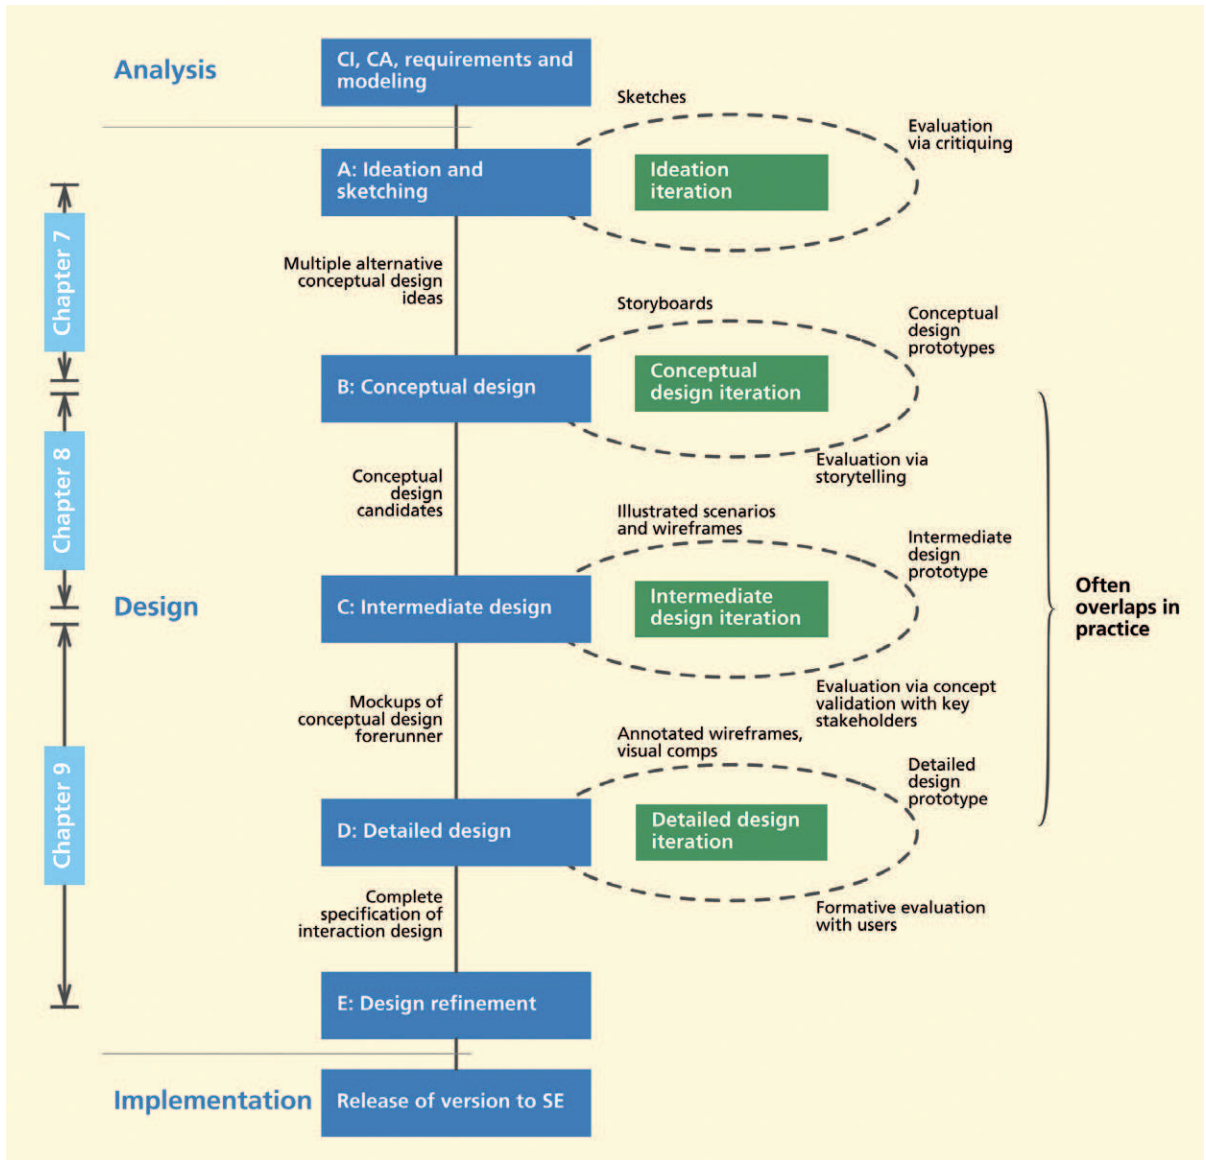 Analysis
CI, CA, requirements and
modeling
Sketches
Evaluation
via critiquing
A: Ideation and
sketching
Ideation
iteration
Chapter 7
Multiple alternative
conceptual design
ideas
Storyboards
Conceptual
design
prototypes
B: Conceptual design
Conceptual
design iteration
Evaluation via
storytelling
Chapter 8
Conceptual
design
candidates
Illustrated scenarios
and wireframes
Intermediate
design
prototype
Design
C: Intermediate design
Intermediate
design iteration
Often
overlaps in
practice
Evaluation via concept
validation with key
stakeholders
Mockups of
conceptual design
forerunner
Annotated wireframes,
visual comps
Detailed
design
prototype
Chapter 9
D: Detailed design
Detailed design
iteration
Formative evaluation
with users
Complete
specification of
interaction design
E: Design refinement
Implementation
Release of version to SE